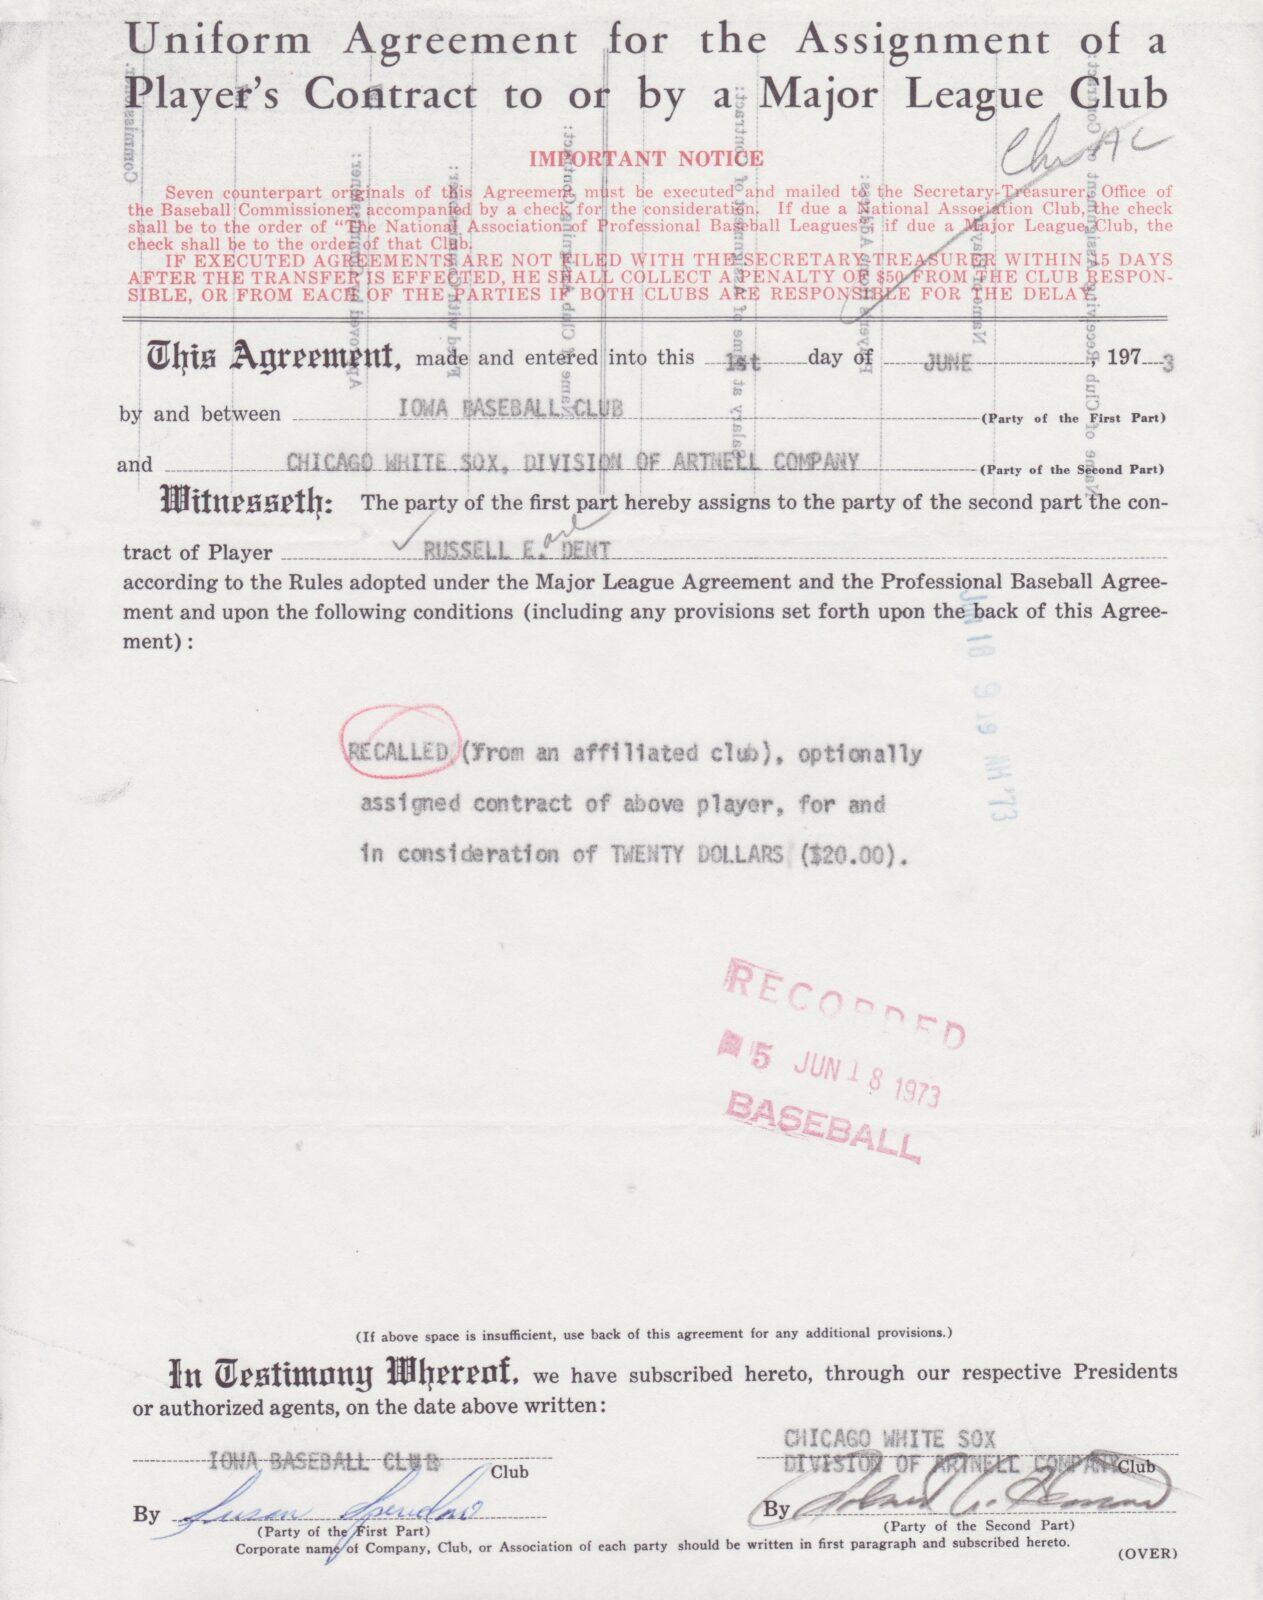 Uniform Agreement for the Assignment of a
Player's Contract to or by a Major League Club
IMPORTANT NOTICE
Seven counterpart originals of this Agreement must be executed and mailed to the Secretary-Treasurer, Office of
the Baseball Commissioner, accompanied by a check for the consideration. If due a National Association Club, the check
shall be to the order of "The National Association of Professional Baseball Leagues"; if due a Major League Club, the
check shall be to the order of that Club.
IF EXECUTED AGREEMENTS ARE NOT FILED WITH THE SECRETARY-TREASURER WITHIN 15 DAYS
AFTER THE TRANSFER IS EFFECTED, HE SHALL COLLECT A PENALTY OF $50 FROM THE CLUB RESPON-
SIBLE, OR FROM EACH OF THE PARTIES IF BOTH CLUBS ARE RESPONSIBLE FOR THE DELAY.
This Agreement, made and entered into this 1st day of JUNE, 1973
by and between IOWA BASEBALL CLUB (Party of the First Part)
and CHICAGO WHITE SOX, DIVISION OF ARTNELL COMPANY (Party of the Second Part)
Witnesseth: The party of the first part hereby assigns to the party of the second part the con-
tract of Player RUSSELL E. DENT
according to the Rules adopted under the Major League Agreement and the Professional Baseball Agree-
ment and upon the following conditions (including any provisions set forth upon the back of this Agree-
ment):
RECALLED (from an affiliated club), optionally
assigned contract of above player, for and
in consideration of TWENTY DOLLARS ($20.00).
JUN 18 9 19 AM '73
RECORDED
5 JUN 18 1973
BASEBALL
(If above space is insufficient, use back of this agreement for any additional provisions.)
In Testimony Whereof, we have subscribed hereto, through our respective Presidents
or authorized agents, on the date above written:
IOWA BASEBALL CLUB Club
CHICAGO WHITE SOX
DIVISION OF ARTNELL COMPANY Club
By
(Party of the First Part)
By
(Party of the Second Part)
Corporate name of Company, Club, or Association of each party should be written in first paragraph and subscribed hereto.
(OVER)